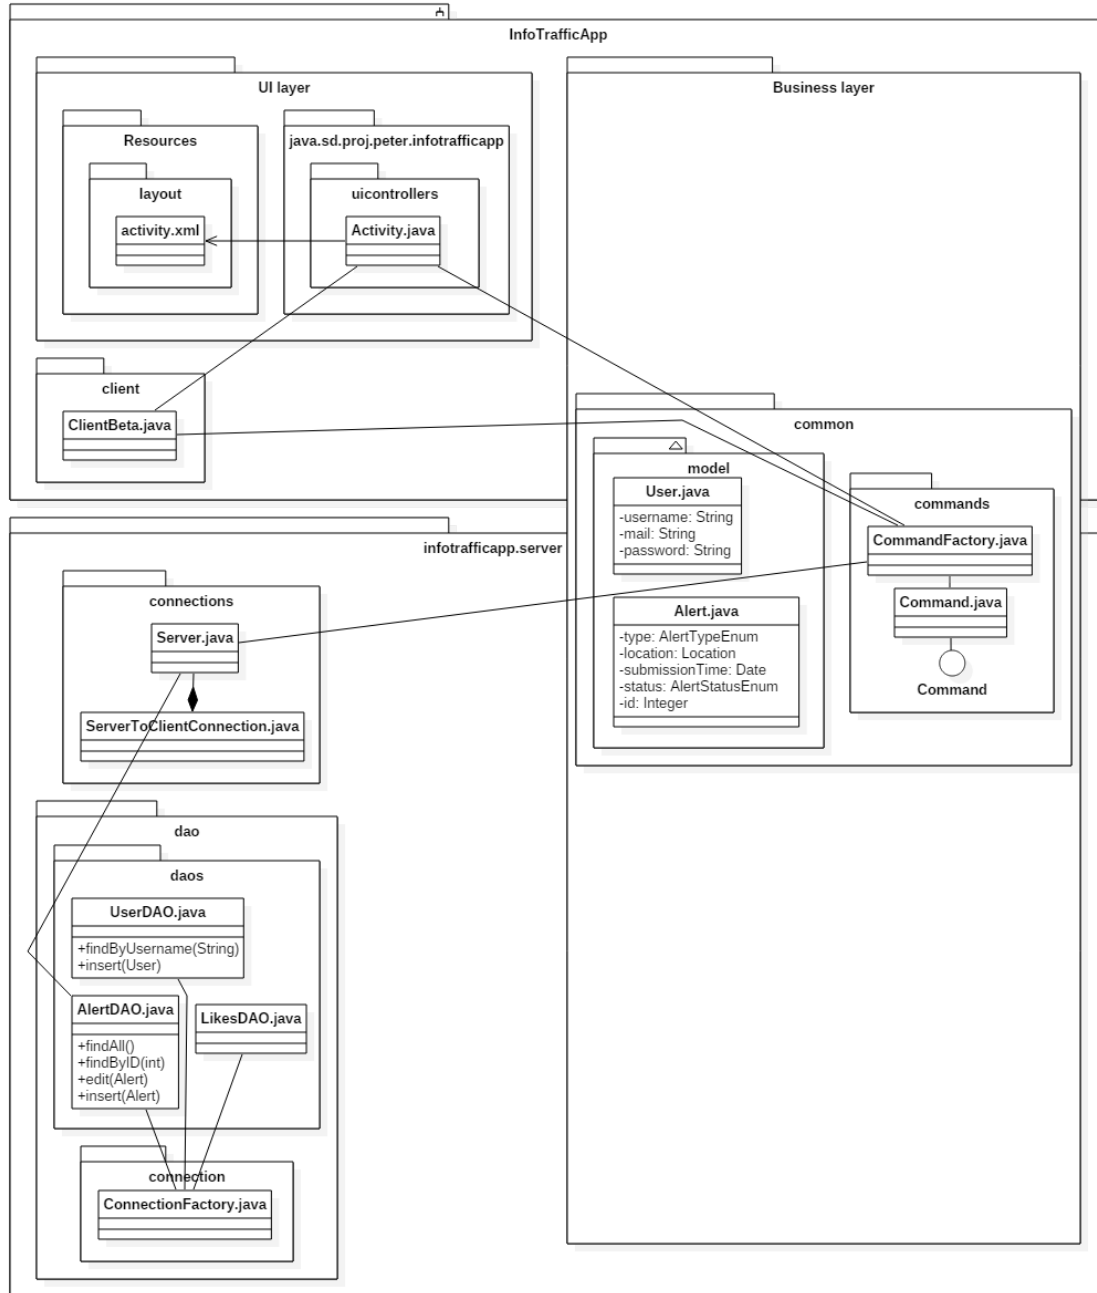 InfoTrafficApp
UI layer
Business layer
Resources
java.sd.proj.peter.infotrafficapp
layout
uicontrollers
activity.xml
Activity.java
client
ClientBeta.java
common
model
User.java
-username: String
-mail: String
-password: String
commands
CommandFactory.java
Command.java
Command
Alert.java
-type: AlertTypeEnum
-location: Location
-submissionTime: Date
-status: AlertStatusEnum
-id: Integer
infotrafficapp.server
connections
Server.java
ServerToClientConnection.java
dao
daos
UserDAO.java
+findByUsername(String)
+insert(User)
AlertDAO.java
+findAll()
+findByID(int)
+edit(Alert)
+insert(Alert)
LikesDAO.java
connection
ConnectionFactory.java